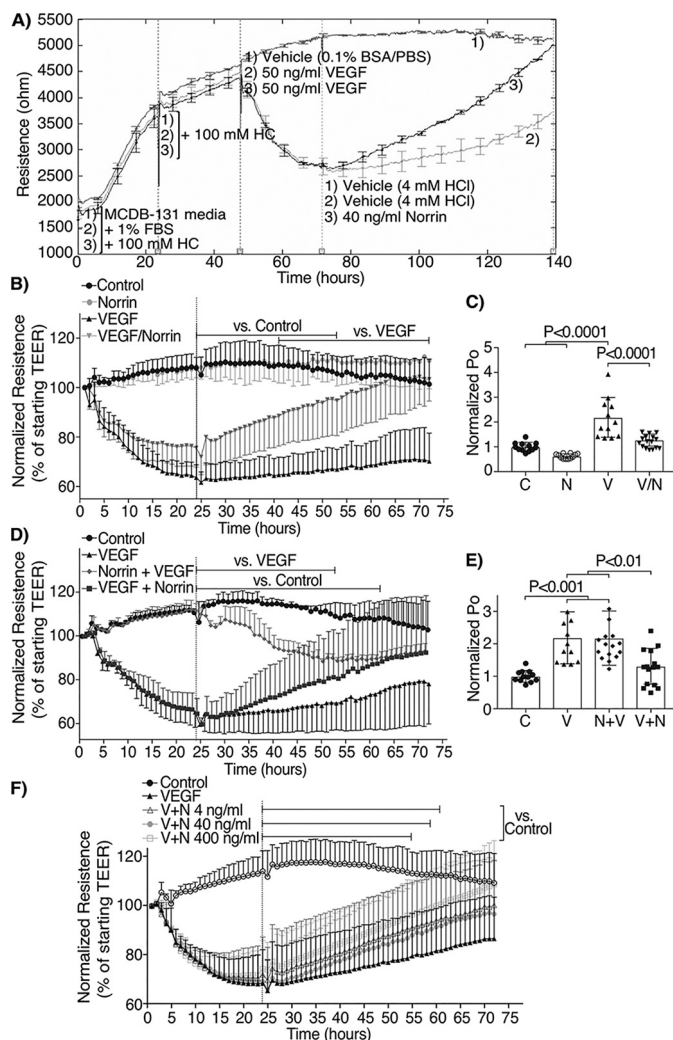 A)
5500
5000
4500
4000
3500
3000
2500
2000
1500
1000
Resistence
(ohm)
1) Vehicle (0.1% BSA/PBS)
2) 50 ng/ml VEGF
3) 50 ng/ml VEGF
1)
3)
2)
1)
2) + 100 mM HC
3)
1) Vehicle (4 mM HCl)
2) Vehicle (4 mM HCl)
3) 40 ng/ml Norrin
1) MCDB-131 media
2) + 1% FBS
3) + 100 mM HC
0 20 40 60 80 100 120 140
Time (hours)
B)
Control
Norrin
VEGF
VEGF/Norrin
vs. Control
vs. VEGF
Normalized Resistence
(% of starting TEER)
120
100
80
60
0 5 10 15 20 25 30 35 40 45 50 55 60 65 70 75
Time (hours)
C)
P<0.0001
P<0.0001
Normalized Po
5
4
3
2
1
0
C N V V/N
D)
Control
VEGF
Norrin + VEGF
VEGF + Norrin
vs. VEGF
vs. Control
Normalized Resistence
(% of starting TEER)
120
100
80
60
0 5 10 15 20 25 30 35 40 45 50 55 60 65 70 75
Time (hours)
E)
P<0.01
P<0.001
Normalized Po
3
2
1
0
C V N+V V+N
F)
Control
VEGF
V+N 4 ng/ml
V+N 40 ng/ml
V+N 400 ng/ml
vs.
Control
Normalized Resistence
(% of starting TEER)
120
100
80
60
0 5 10 15 20 25 30 35 40 45 50 55 60 65 70 75
Time (hours)